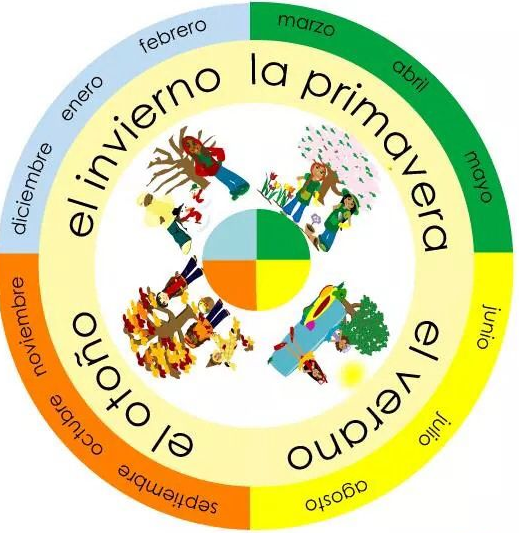 la primavera
marzo
abril
mayo
el verano
junio
julio
agosto
el otoño
septiembre
octubre
noviembre
el invierno
diciembre
enero
febrero